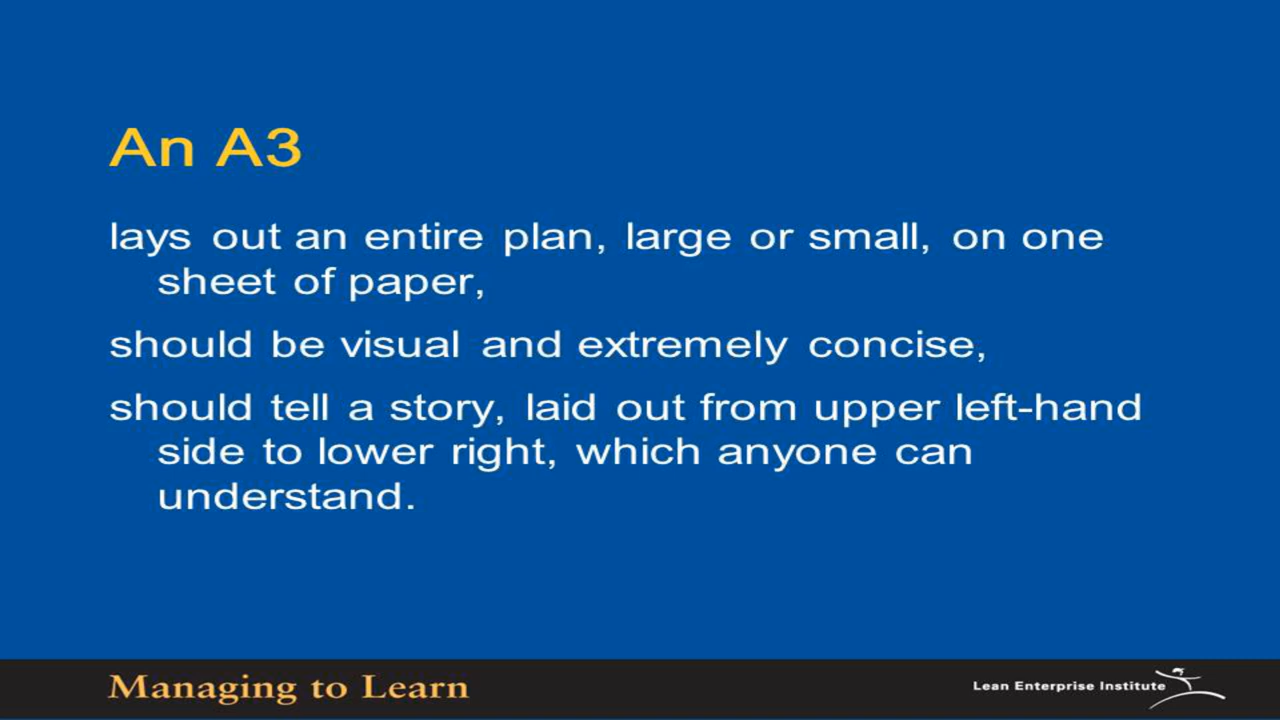 An A3
lays out an entire plan, large or small, on one
sheet of paper,
should be visual and extremely concise,
should tell a story, laid out from upper left-hand
side to lower right, which anyone can
understand.
Managing to Learn
Lean Enterprise Institute